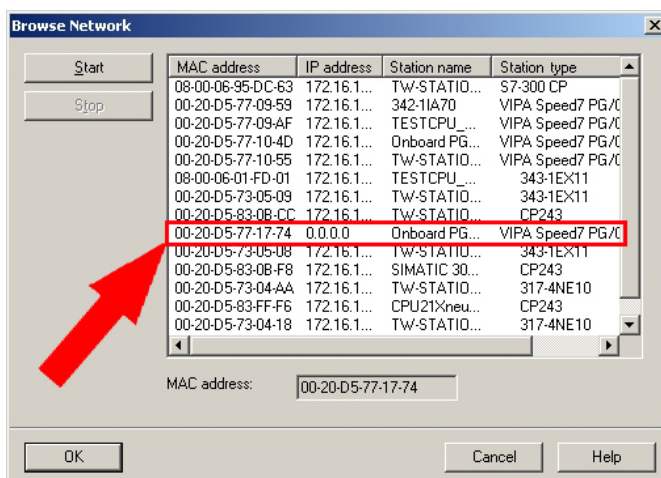 Browse Network
Start
Stop
MAC address IP address Station name Station type
08-00-06-95-DC-63 172.16.1... TW-STATIO... S7-300 CP
00-20-D5-77-09-59 172.16.1... 342-1IA70 VIPA Speed7 PG/O
00-20-D5-77-09-AF 172.16.1... TESTCPU_... VIPA Speed7 PG/O
00-20-D5-77-10-4D 172.16.1... Onboard PG... VIPA Speed7 PG/O
00-20-D5-77-10-55 172.16.1... TW-STATIO... VIPA Speed7 PG/O
08-00-06-01-FD-01 172.16.1... TESTCPU_... 343-1EX11
00-20-D5-73-05-09 172.16.1... TW-STATIO... 343-1EX11
00-20-D5-83-0B-CC 172.16.1... TW-STATIO... CP243
00-20-D5-77-17-74 0.0.0.0 Onboard PG... VIPA Speed7 PG/O
00-20-D5-73-05-08 172.16.1... TW-STATIO... 343-1EX11
00-20-D5-83-0B-F8 172.16.1... SIMATIC 30... CP243
00-20-D5-73-04-AA 172.16.1... TW-STATIO... 317-4NE10
00-20-D5-83-FF-F6 172.16.1... CPU21Xneu... CP243
00-20-D5-73-04-18 172.16.1... TW-STATIO... 317-4NE10
MAC address: 00-20-D5-77-17-74
OK Cancel Help